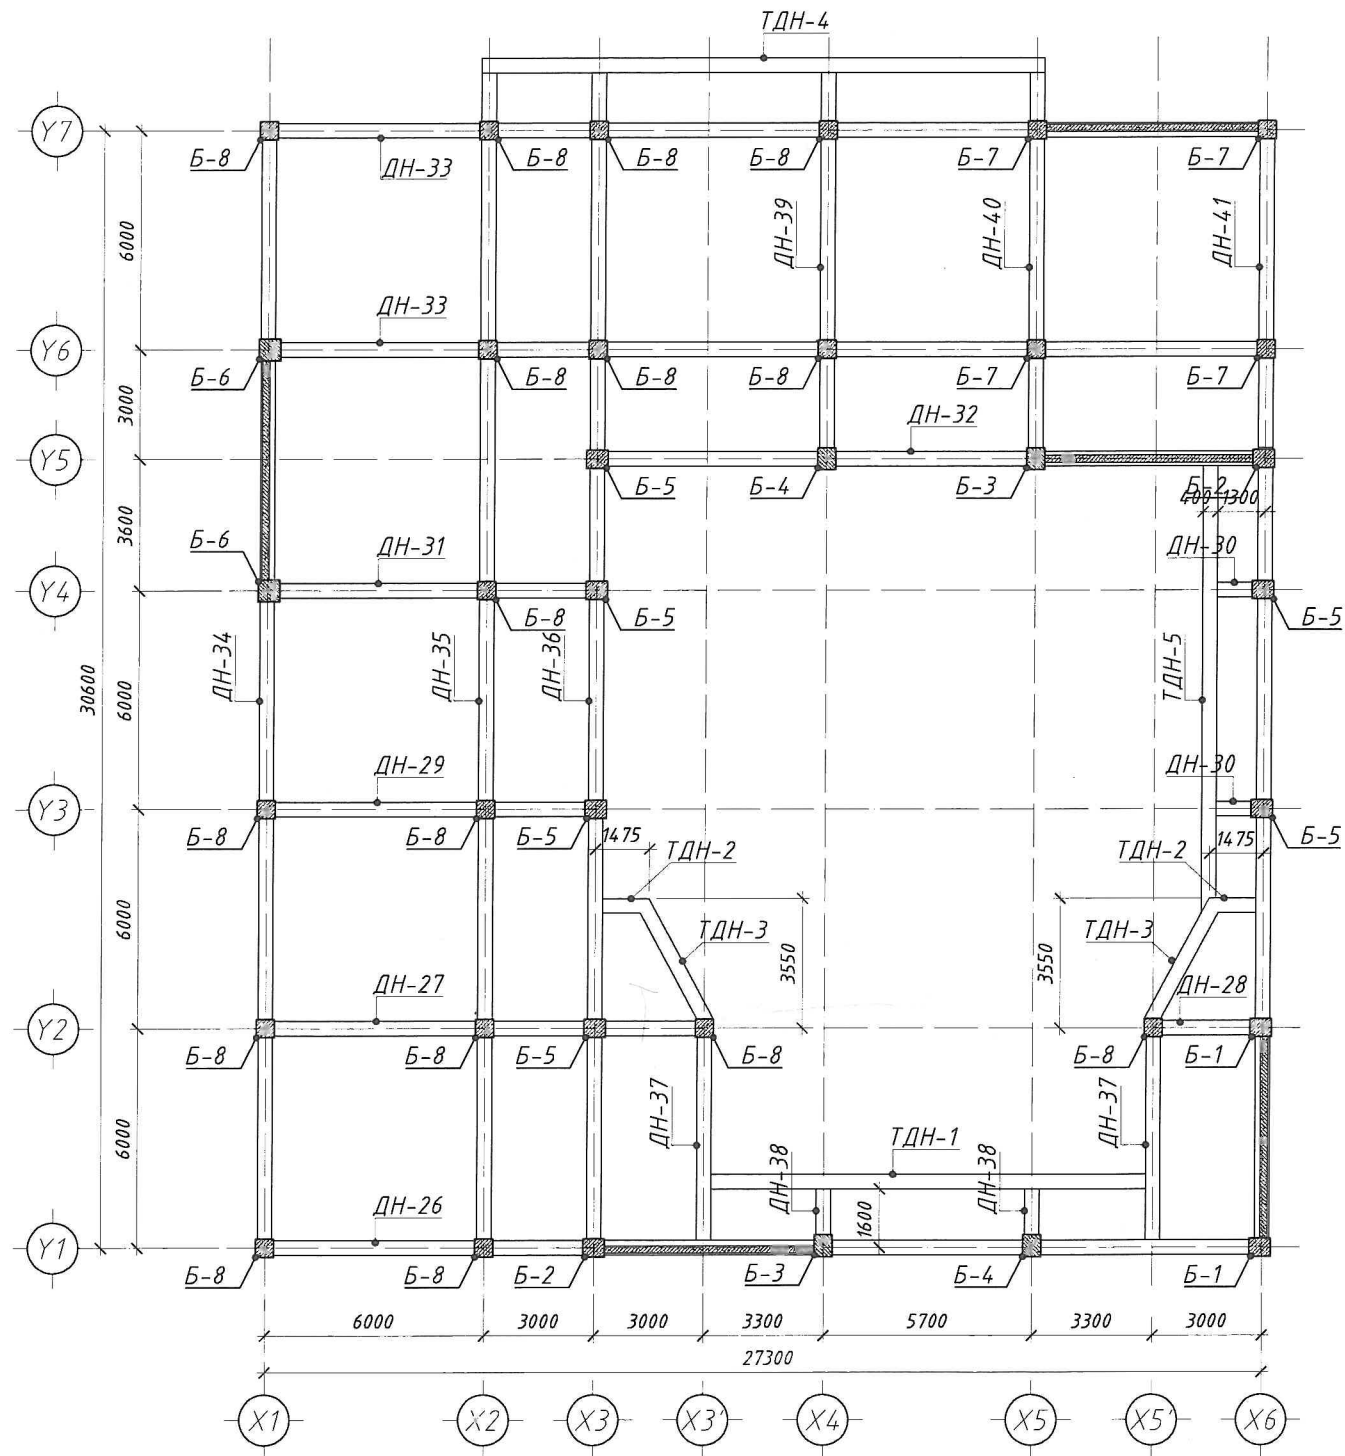 ТДН-4
Y7
Б-8
ДН-33
Б-8
Б-8
Б-8
Б-7
Б-7
6000
ДН-39
ДН-40
ДН-41
ДН-33
Y6
Б-6
Б-8
Б-8
Б-8
Б-7
Б-7
3000
ДН-32
Y5
Б-5
Б-4
Б-3
Б-2
400
1300
3600
Б-6
ДН-31
ДН-30
Y4
Б-8
Б-5
Б-5
30600
6000
ДН-34
ДН-35
ДН-36
ТДН-5
ДН-29
ДН-30
Y3
Б-8
Б-8
Б-5
1475
1475
Б-5
ТДН-2
ТДН-2
6000
ТДН-3
3550
3550
ТДН-3
ДН-27
ДН-28
Y2
Б-8
Б-8
Б-5
Б-8
Б-8
Б-1
6000
ДН-37
ДН-38
ТДН-1
ДН-38
ДН-37
1600
ДН-26
Y1
Б-8
Б-8
Б-2
Б-3
Б-4
Б-1
6000
3000
3000
3300
5700
3300
3000
27300
X1
X2
X3
X3'
X4
X5
X5'
X6